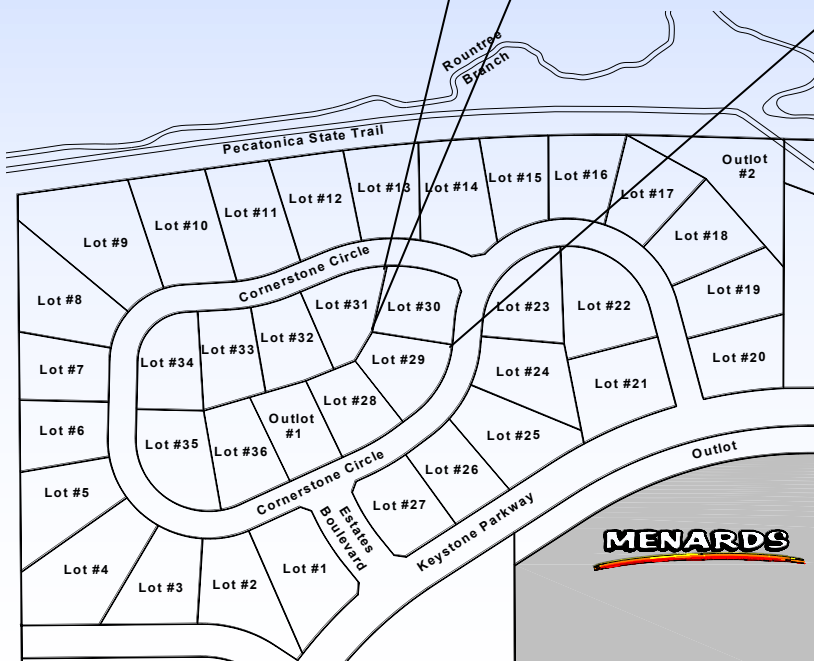 Rountree
Branch
Pecatonica State Trail
Outlot
#2
Lot #16
Lot #15
Lot #14
Lot #13
Lot #12
Lot #11
Lot #10
Lot #9
Lot #17
Lot #18
Lot #19
Lot #20
Cornerstone Circle
Lot #8
Lot #7
Lot #6
Lot #5
Lot #4
Lot #3
Lot #2
Lot #1
Lot #31
Lot #30
Lot #32
Lot #33
Lot #34
Lot #29
Lot #28
Outlot
#1
Lot #35
Lot #36
Lot #23
Lot #22
Lot #24
Lot #21
Lot #25
Lot #26
Lot #27
Cornerstone Circle
Estates
Boulevard
Keystone Parkway
Outlot
MENARDS